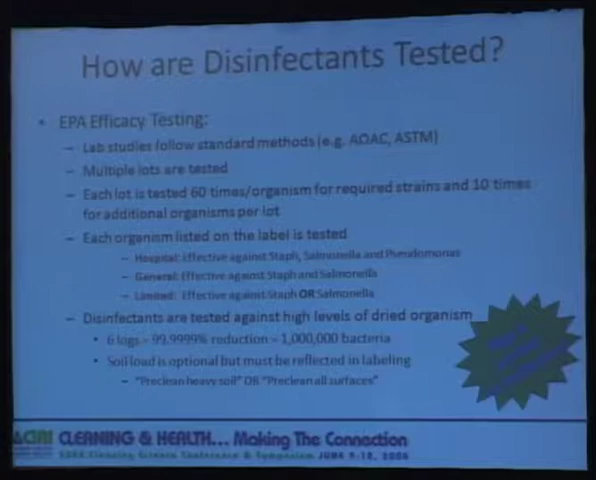 How are Disinfectants Tested?
• EPA Efficacy Testing:
– Lab studies follow standard methods (e.g. AOAC, ASTM)
– Multiple lots are tested
– Each lot is tested 60 times/organism for required strains and 10 times
for additional organisms per lot
– Each organism listed on the label is tested
– Hospital: Effective against Staph, Salmonella and Pseudomonas
– General: Effective against Staph and Salmonella
– Limited: Effective against Staph OR Salmonella
– Disinfectants are tested against high levels of dried organism
• 6 logs = 99.9999% reduction = 1,000,000 bacteria
• Soil load is optional but must be reflected in labeling
– "Preclean heavy soil" OR "Preclean all surfaces"
CLEANING & HEALTH... Making The Connection
Cleaning Science Conference & Symposium JUNE